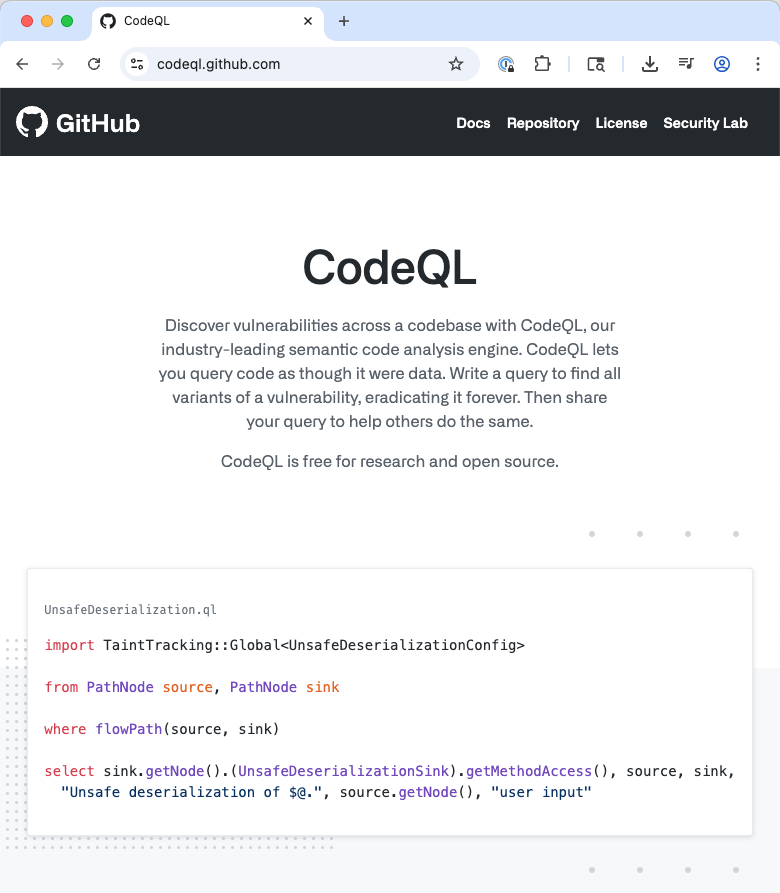 CodeQL
codeql.github.com
GitHub
Docs Repository License Security Lab
CodeQL
Discover vulnerabilities across a codebase with CodeQL, our
industry-leading semantic code analysis engine. CodeQL lets
you query code as though it were data. Write a query to find all
variants of a vulnerability, eradicating it forever. Then share
your query to help others do the same.
CodeQL is free for research and open source.
UnsafeDeserialization.ql
import TaintTracking::Global<UnsafeDeserializationConfig>
from PathNode source, PathNode sink
where flowPath(source, sink)
select sink.getNode().(UnsafeDeserializationSink).getMethodAccess(), source, sink,
"Unsafe deserialization of $@.", source.getNode(), "user input"